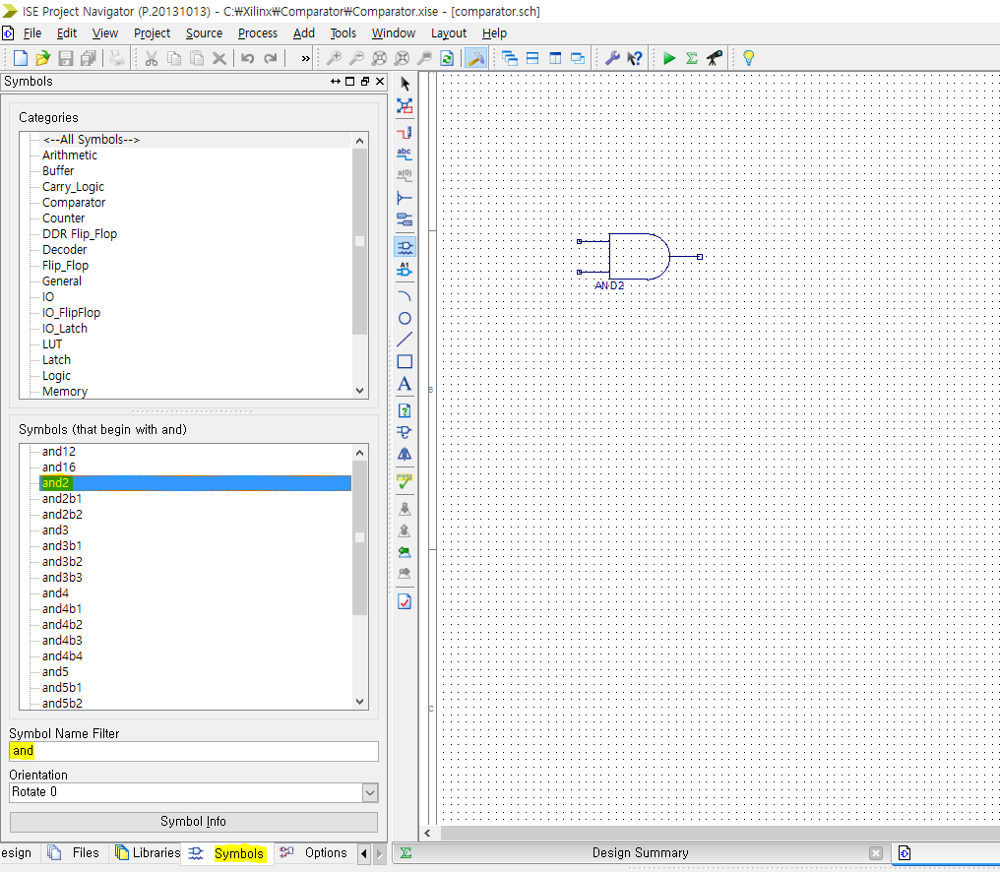 ISE Project Navigator (P.20131013) - C:₩Xilinx₩Comparator₩Comparator.xise - [comparator.sch]
File Edit View Project Source Process Add Tools Window Layout Help
»
Symbols
Categories
<--All Symbols-->
Arithmetic
Buffer
Carry_Logic
Comparator
Counter
DDR Flip_Flop
Decoder
Flip_Flop
General
IO
IO_FlipFlop
IO_Latch
LUT
Latch
Logic
Memory
Symbols (that begin with and)
and12
and16
and2
and2b1
and2b2
and3
and3b1
and3b2
and3b3
and4
and4b1
and4b2
and4b3
and4b4
and5
and5b1
and5b2
Symbol Name Filter
and
Orientation
Rotate 0
Symbol Info
esign Files Libraries Symbols Options
abc
a(0)
A1
A
AND2
B
C
Σ Design Summary